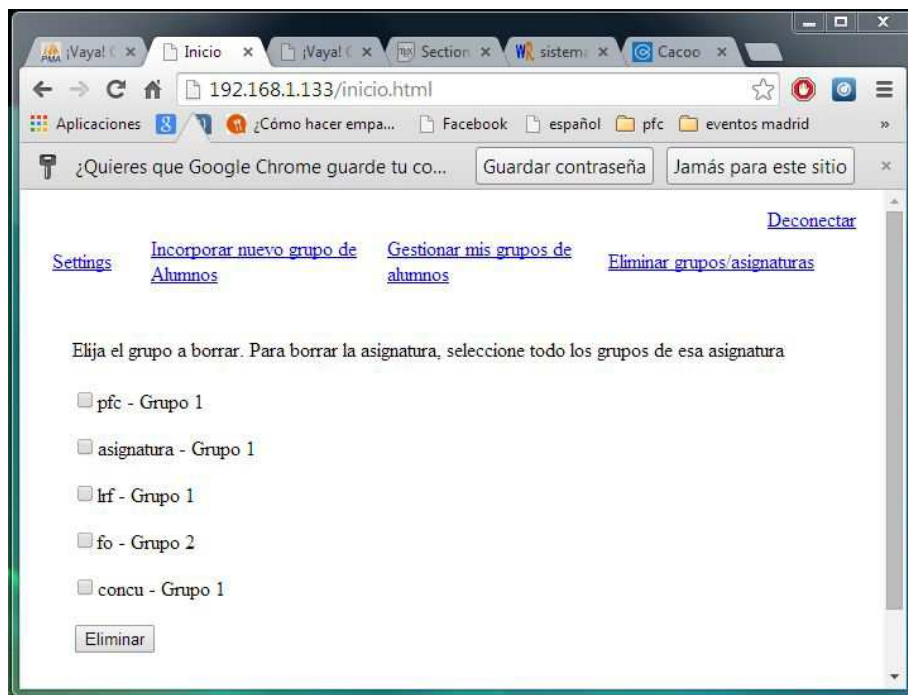 ¡Vaya!
Inicio
¡Vaya!
Section
sistem
Cacoo
192.168.1.133/inicio.html
Aplicaciones
¿Cómo hacer empa...
Facebook
español
pfc
eventos madrid
»
¿Quieres que Google Chrome guarde tu co...
Guardar contraseña
Jamás para este sitio
Deconectar
Settings
Incorporar nuevo grupo de
Alumnos
Gestionar mis grupos de
alumnos
Eliminar grupos/asignaturas
Elija el grupo a borrar. Para borrar la asignatura, seleccione todo los grupos de esa asignatura
pfc - Grupo 1
asignatura - Grupo 1
lrf - Grupo 1
fo - Grupo 2
concu - Grupo 1
Eliminar